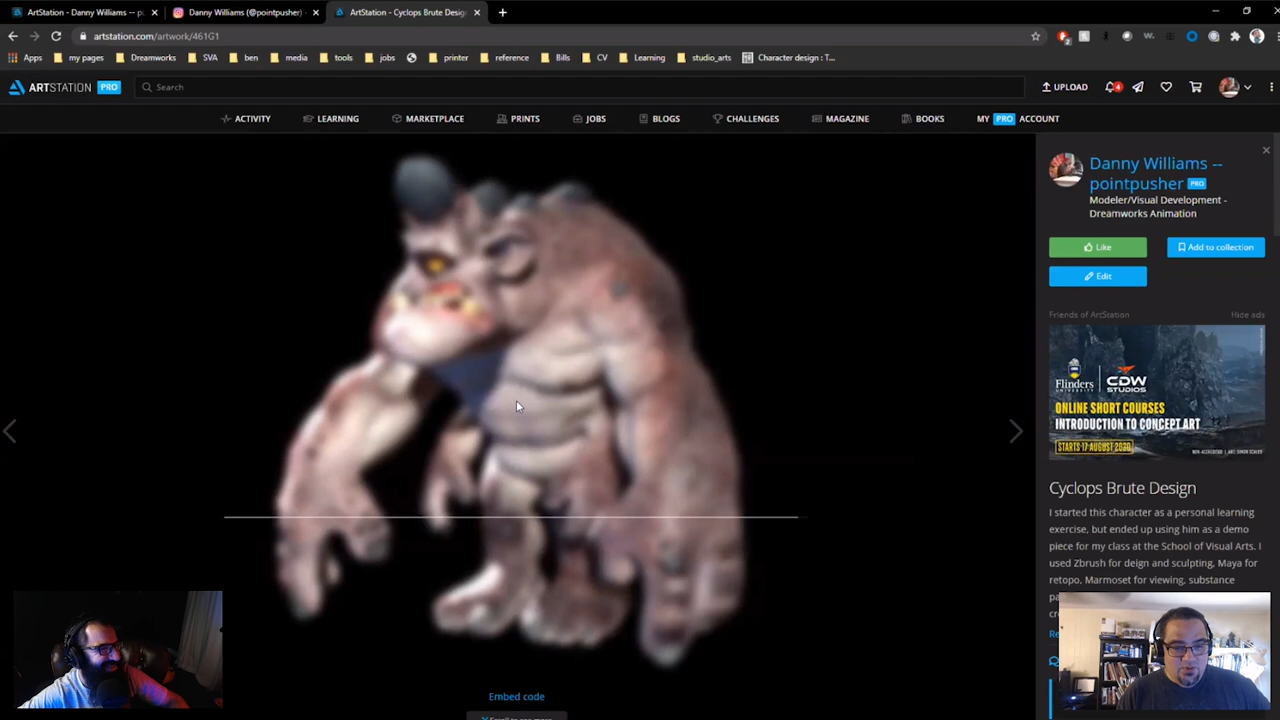 ArtStation - Danny Williams -- po
Danny Williams (@pointpusher) ·
ArtStation - Cyclops Brute Design
artstation.com/artwork/461G1
Apps
my pages
Dreamworks
SVA
ben
media
tools
jobs
printer
reference
Bills
CV
Learning
studio_arts
Character design : T...
ARTSTATION PRO
Search
UPLOAD
4
ACTIVITY
LEARNING
MARKETPLACE
PRINTS
JOBS
BLOGS
CHALLENGES
MAGAZINE
BOOKS
MY PRO ACCOUNT
Danny Williams --
pointpusher PRO
Modeler/Visual Development -
Dreamworks Animation
Like
Add to collection
Edit
Friends of ArtStation
Hide ads
Flinders
UNIVERSITY
CDW
STUDIOS
ONLINE SHORT COURSES
INTRODUCTION TO CONCEPT ART
STARTS 17 AUGUST 2020
Cyclops Brute Design
I started this character as a personal learning
exercise, but ended up using him as a demo
piece for my class at the School of Visual Arts. I
used Zbrush for deign and sculpting, Maya for
retopo, Marmoset for viewing, substance
Embed code